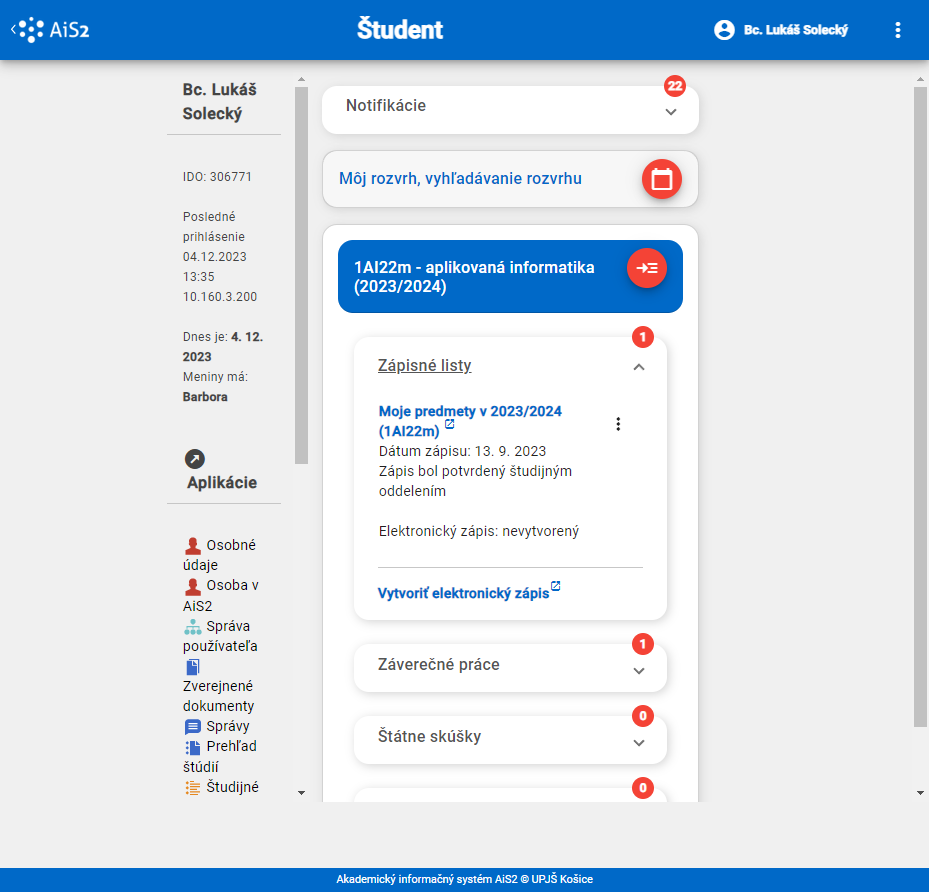 AiS2
Študent
Bc. Lukáš Solecký
Bc. Lukáš
Solecký
IDO: 306771
Posledné
prihlásenie
04.12.2023
13:35
10.160.3.200
Dnes je: 4. 12.
2023
Meniny má:
Barbora
Aplikácie
Osobné
údaje
Osoba v
AiS2
Správa
používateľa
Zverejnené
dokumenty
Správy
Prehľad
štúdií
Študijné
22
Notifikácie
Môj rozvrh, vyhľadávanie rozvrhu
1AI22m - aplikovaná informatika
(2023/2024)
1
Zápisné listy
Moje predmety v 2023/2024
(1AI22m)
Dátum zápisu: 13. 9. 2023
Zápis bol potvrdený študijným
oddelením
Elektronický zápis: nevytvorený
Vytvoriť elektronický zápis
1
Záverečné práce
0
Štátne skúšky
0
Akademický informačný systém AiS2 © UPJŠ Košice